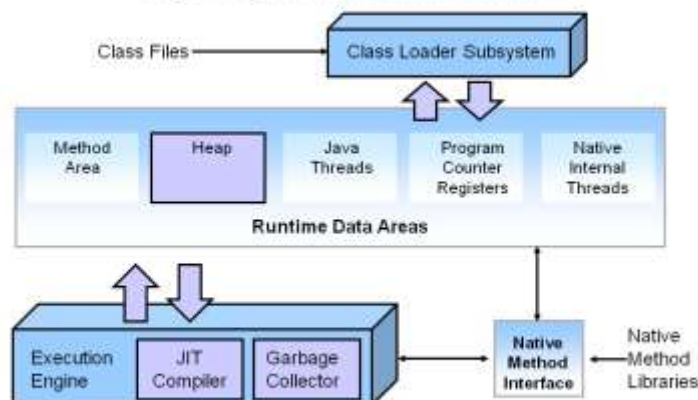 Class Files
Class Loader Subsystem
Method
Area
Heap
Java
Threads
Program
Counter
Registers
Native
Internal
Threads
Runtime Data Areas
Execution
Engine
JIT
Compiler
Garbage
Collector
Native
Method
Interface
Native
Method
Libraries